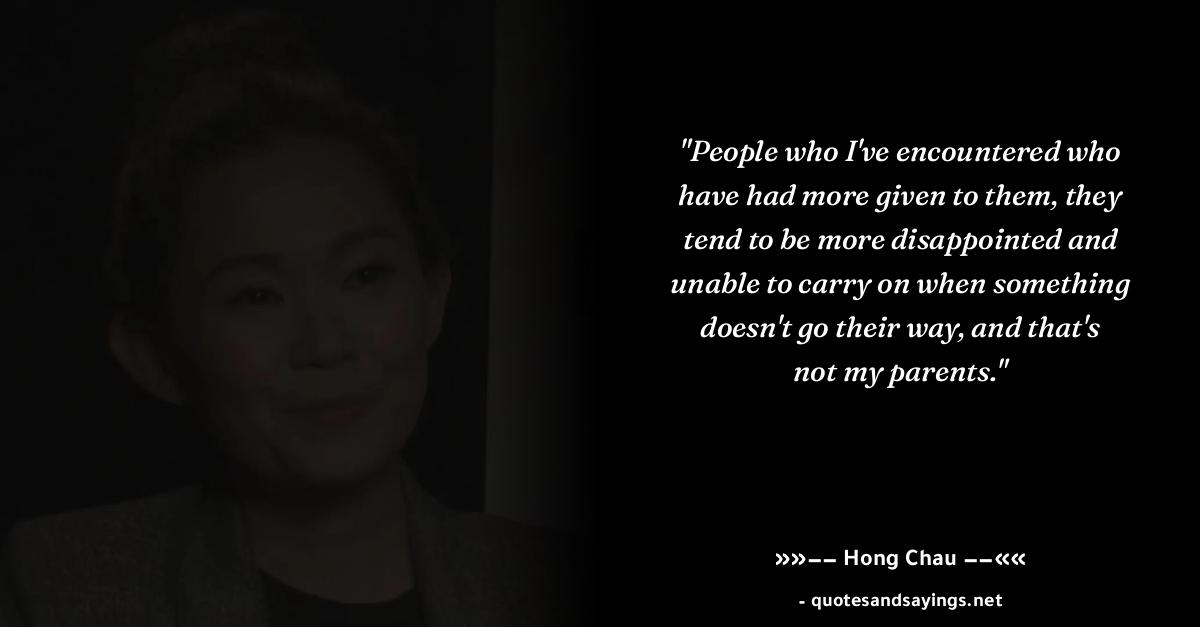 "People who I've encountered who
have had more given to them, they
tend to be more disappointed and
unable to carry on when something
doesn't go their way, and that's
not my parents."
»»–– Hong Chau ––««
- quotesandsayings.net